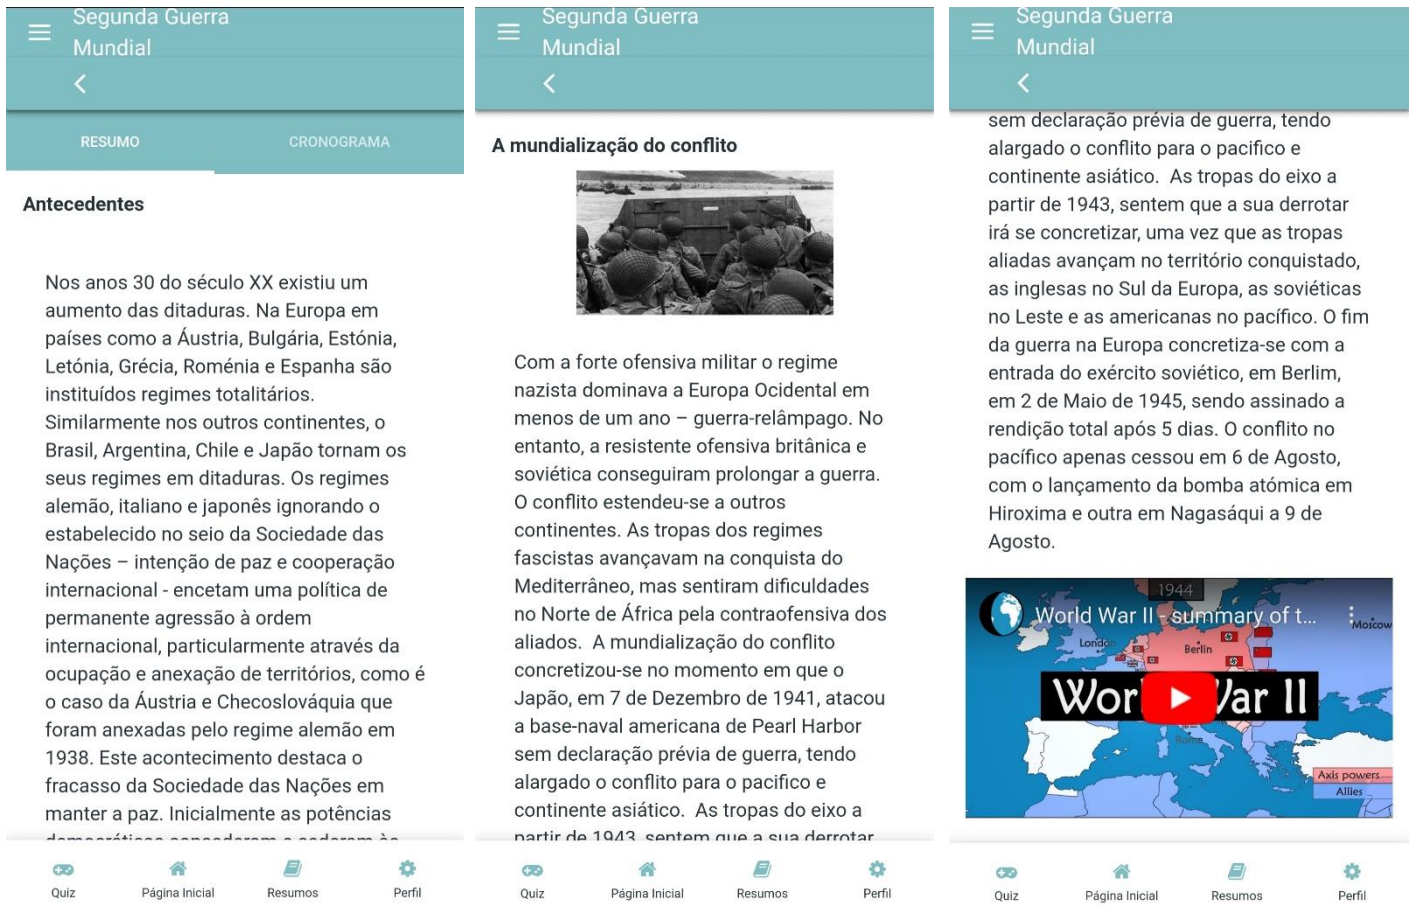 Segunda Guerra
Mundial
RESUMO
CRONOGRAMA
Antecedentes
Nos anos 30 do século XX existiu um
aumento das ditaduras. Na Europa em
países como a Áustria, Bulgária, Estónia,
Letónia, Grécia, Roménia e Espanha são
instituídos regimes totalitários.
Similarmente nos outros continentes, o
Brasil, Argentina, Chile e Japão tornam os
seus regimes em ditaduras. Os regimes
alemão, italiano e japonês ignorando o
estabelecido no seio da Sociedade das
Nações – intenção de paz e cooperação
internacional - encetam uma política de
permanente agressão à ordem
internacional, particularmente através da
ocupação e anexação de territórios, como é
o caso da Áustria e Checoslováquia que
foram anexadas pelo regime alemão em
1938. Este acontecimento destaca o
fracasso da Sociedade das Nações em
manter a paz. Inicialmente as potências
Quiz
Página Inicial
Resumos
Perfil
Segunda Guerra
Mundial
A mundialização do conflito
Com a forte ofensiva militar o regime
nazista dominava a Europa Ocidental em
menos de um ano – guerra-relâmpago. No
entanto, a resistente ofensiva britânica e
soviética conseguiram prolongar a guerra.
O conflito estendeu-se a outros
continentes. As tropas dos regimes
fascistas avançavam na conquista do
Mediterrâneo, mas sentiram dificuldades
no Norte de África pela contraofensiva dos
aliados.  A mundialização do conflito
concretizou-se no momento em que o
Japão, em 7 de Dezembro de 1941, atacou
a base-naval americana de Pearl Harbor
sem declaração prévia de guerra, tendo
alargado o conflito para o pacifico e
continente asiático.  As tropas do eixo a
partir de 1943, sentem que a sua derrotar
Quiz
Página Inicial
Resumos
Perfil
Segunda Guerra
Mundial
sem declaração prévia de guerra, tendo
alargado o conflito para o pacifico e
continente asiático.  As tropas do eixo a
partir de 1943, sentem que a sua derrotar
irá se concretizar, uma vez que as tropas
aliadas avançam no território conquistado,
as inglesas no Sul da Europa, as soviéticas
no Leste e as americanas no pacífico. O fim
da guerra na Europa concretiza-se com a
entrada do exército soviético, em Berlim,
em 2 de Maio de 1945, sendo assinado a
rendição total após 5 dias. O conflito no
pacífico apenas cessou em 6 de Agosto,
com o lançamento da bomba atómica em
Hiroxima e outra em Nagasáqui a 9 de
Agosto.
1944
World War II - summary of t...
Moscow
London
Berlin
World War II
Rome
Axis powers
Allies
Quiz
Página Inicial
Resumos
Perfil